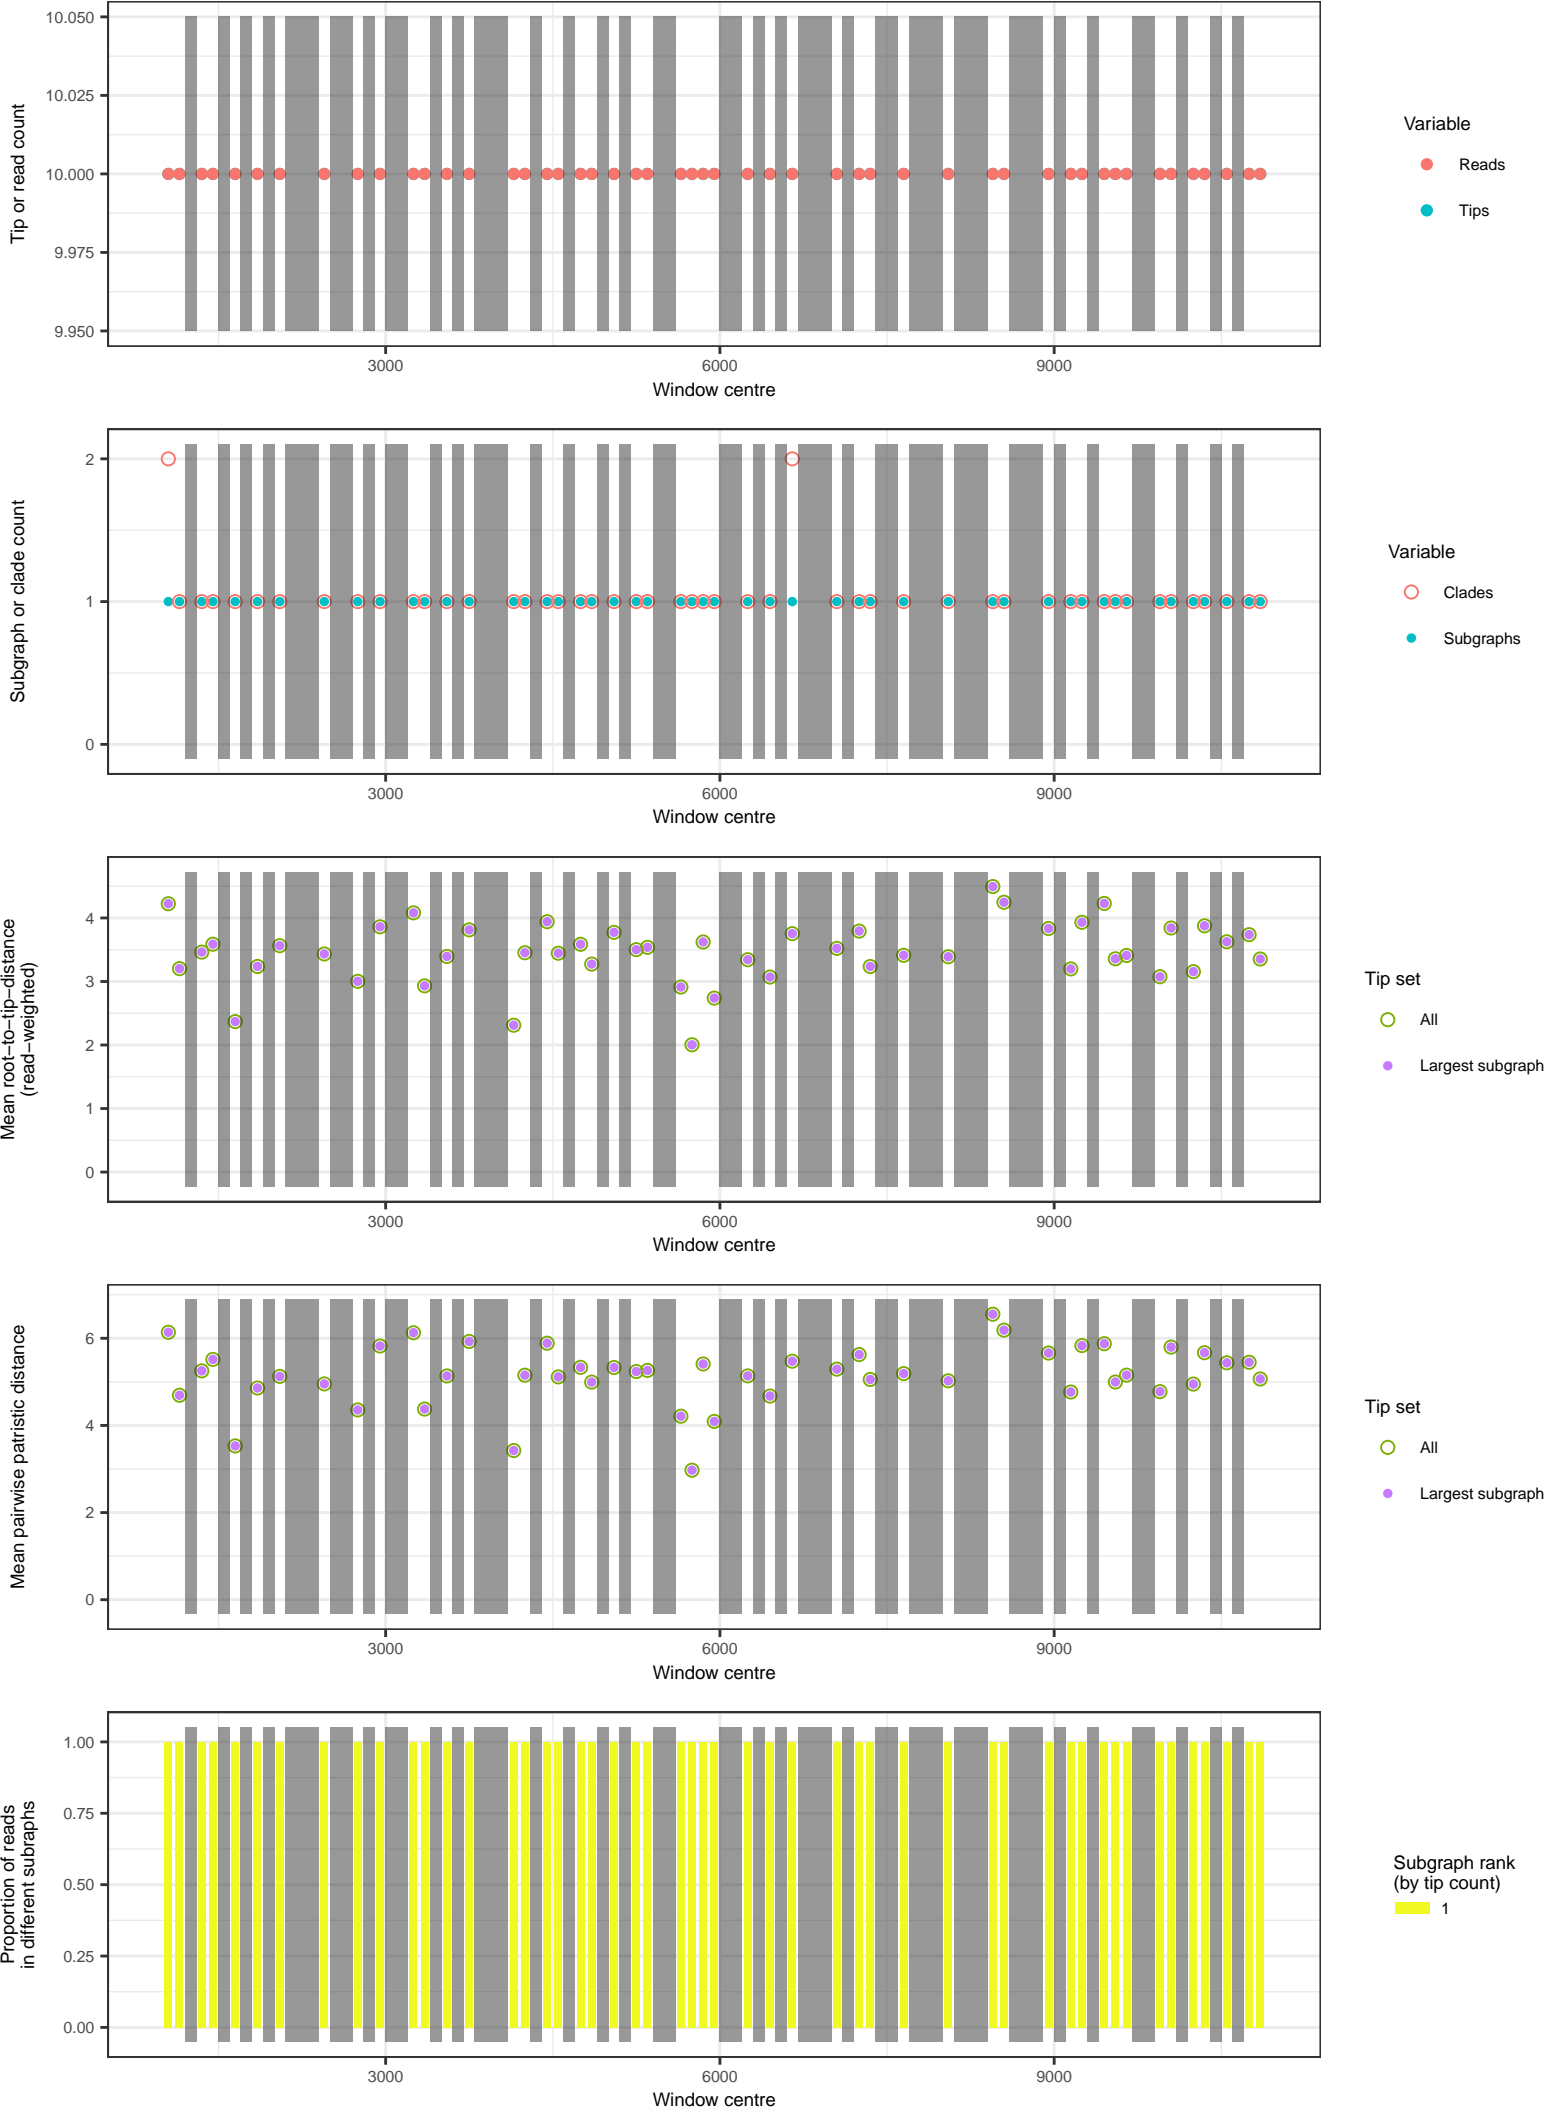 10.050
10.025
10.000
9.975
9.950
Tip or read count
3000
6000
9000
Window centre
Variable
Reads
Tips
2
1
0
Subgraph or clade count
3000
6000
9000
Window centre
Variable
Clades
Subgraphs
4
3
2
1
0
Mean root−to−tip−distance
(read−weighted)
3000
6000
9000
Window centre
Tip set
All
Largest subgraph
6
4
2
0
Mean pairwise patristic distance
3000
6000
9000
Window centre
Tip set
All
Largest subgraph
1.00
0.75
0.50
0.25
0.00
Proportion of reads
in different subraphs
3000
6000
9000
Window centre
Subgraph rank
(by tip count)
1